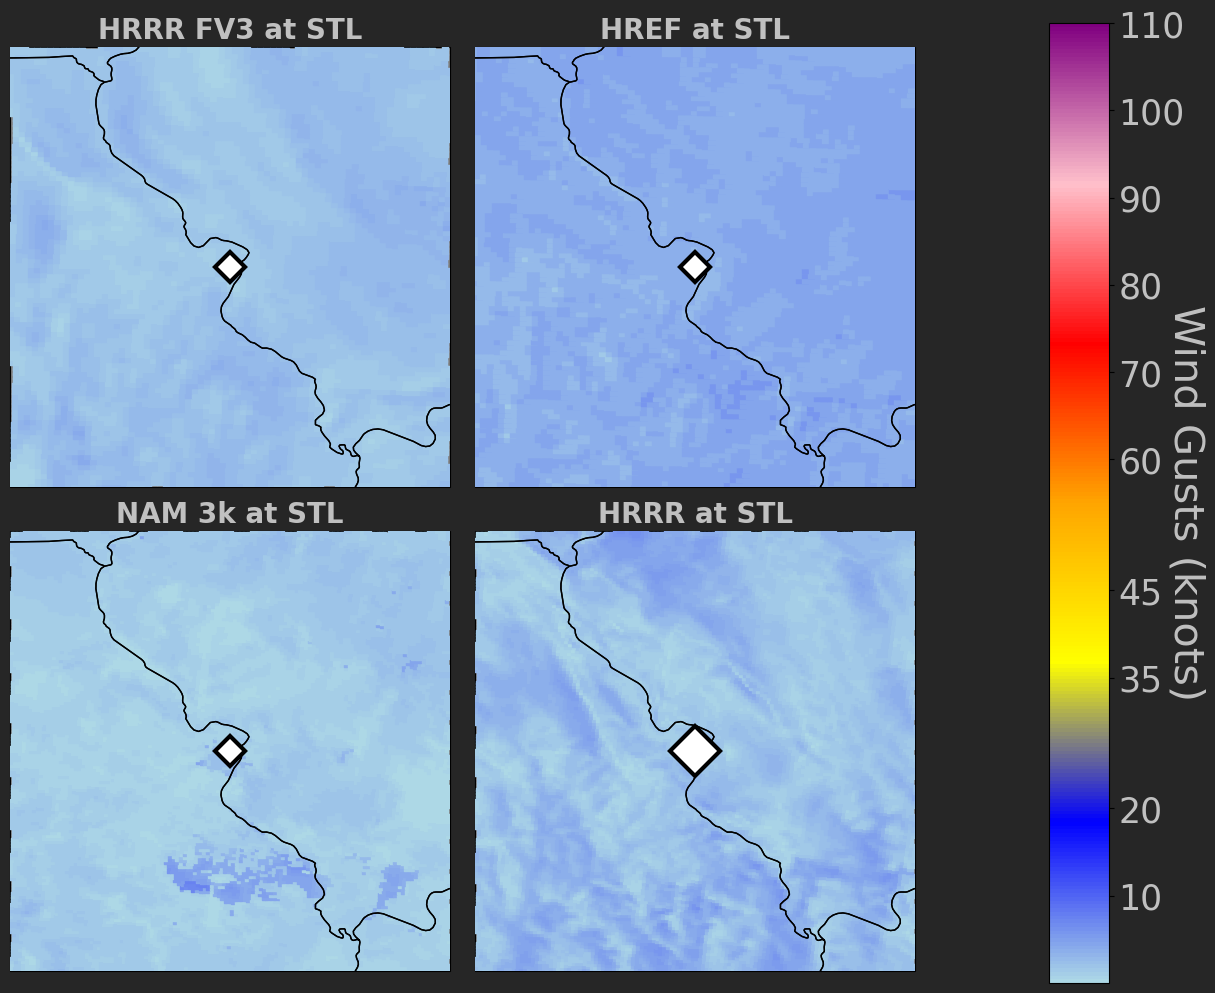 HRRR FV3 at STL
HREF at STL
NAM 3k at STL
HRRR at STL
110
100
90
80
70
60
45
35
20
10
Wind Gusts (knots)